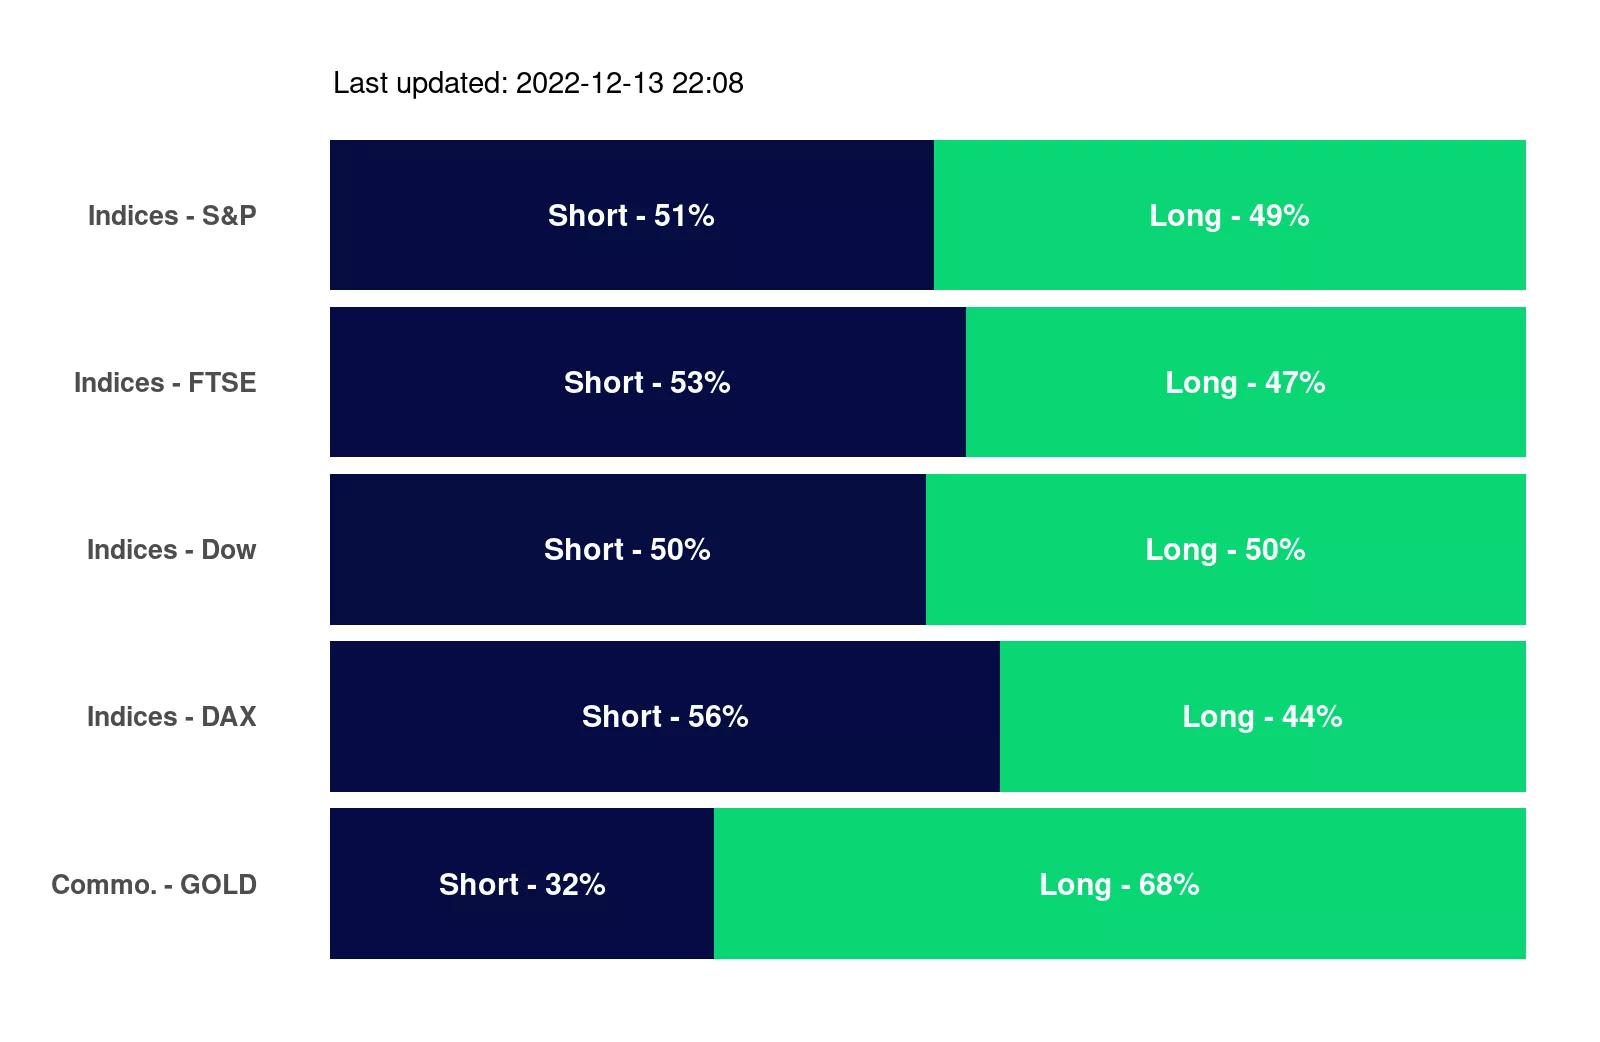 Last updated: 2022-12-13 22:08
Indices - S&P Short - 51% Long - 49%
Indices - FTSE Short - 53% Long - 47%
Indices - Dow Short - 50% Long - 50%
Indices - DAX Short - 56% Long - 44%
Commo. - GOLD Short - 32% Long - 68%